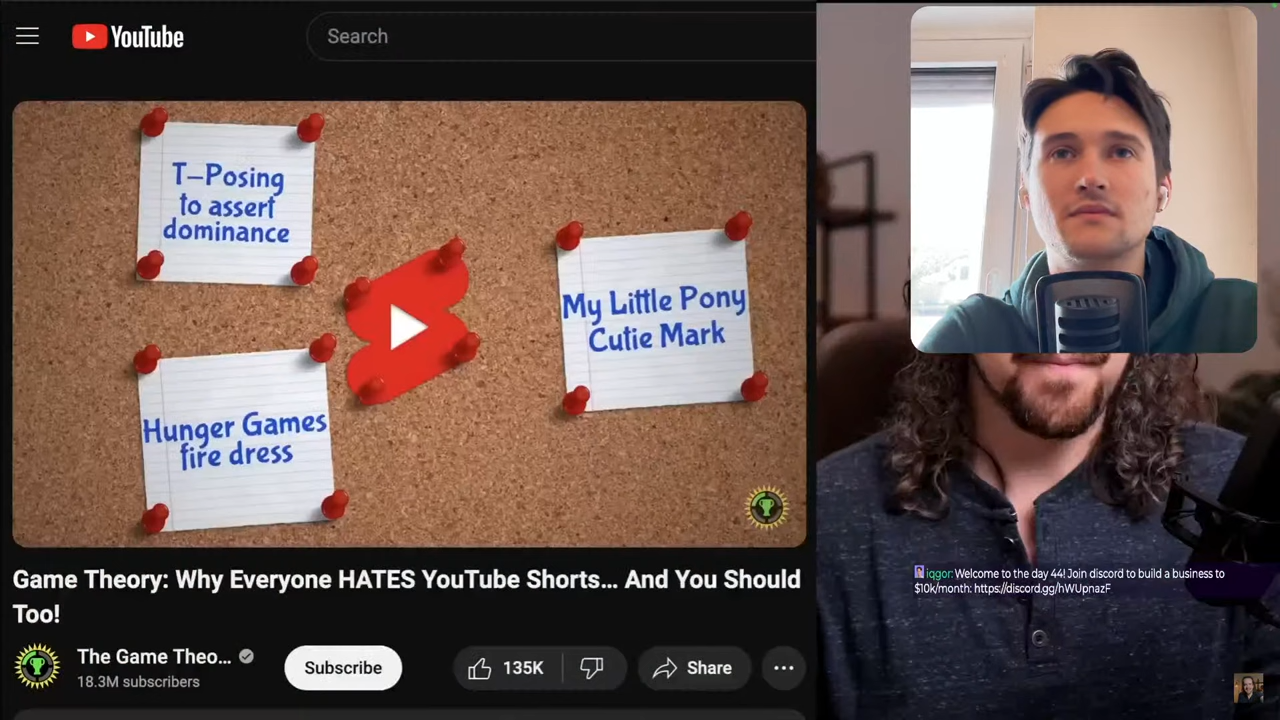 YouTube
Search
T-Posing
to assert
dominance
My Little Pony
Cutie Mark
Hunger Games
fire dress
Game Theory: Why Everyone HATES YouTube Shorts... And You Should
Too!
The Game Theo...
18.3M subscribers
Subscribe
135K
Share
iqgor: Welcome to the day 44! Join discord to build a business to
$10k/month: https://discord.gg/hWUpnazF